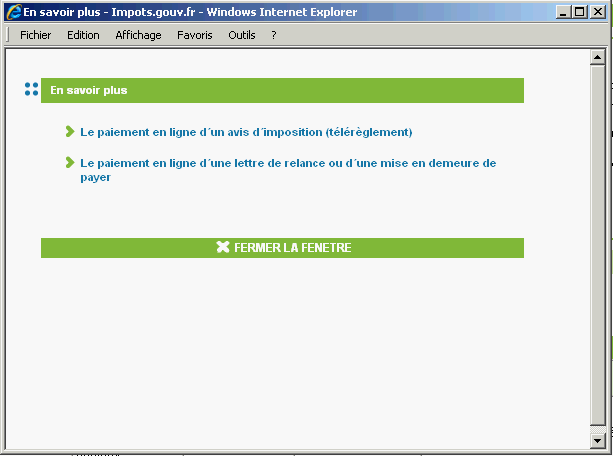 En savoir plus - Impots.gouv.fr - Windows Internet Explorer
Fichier Edition Affichage Favoris Outils ?
En savoir plus
Le paiement en ligne d´un avis d´imposition (télérèglement)
Le paiement en ligne d´une lettre de relance ou d´une mise en demeure de
payer
FERMER LA FENETRE